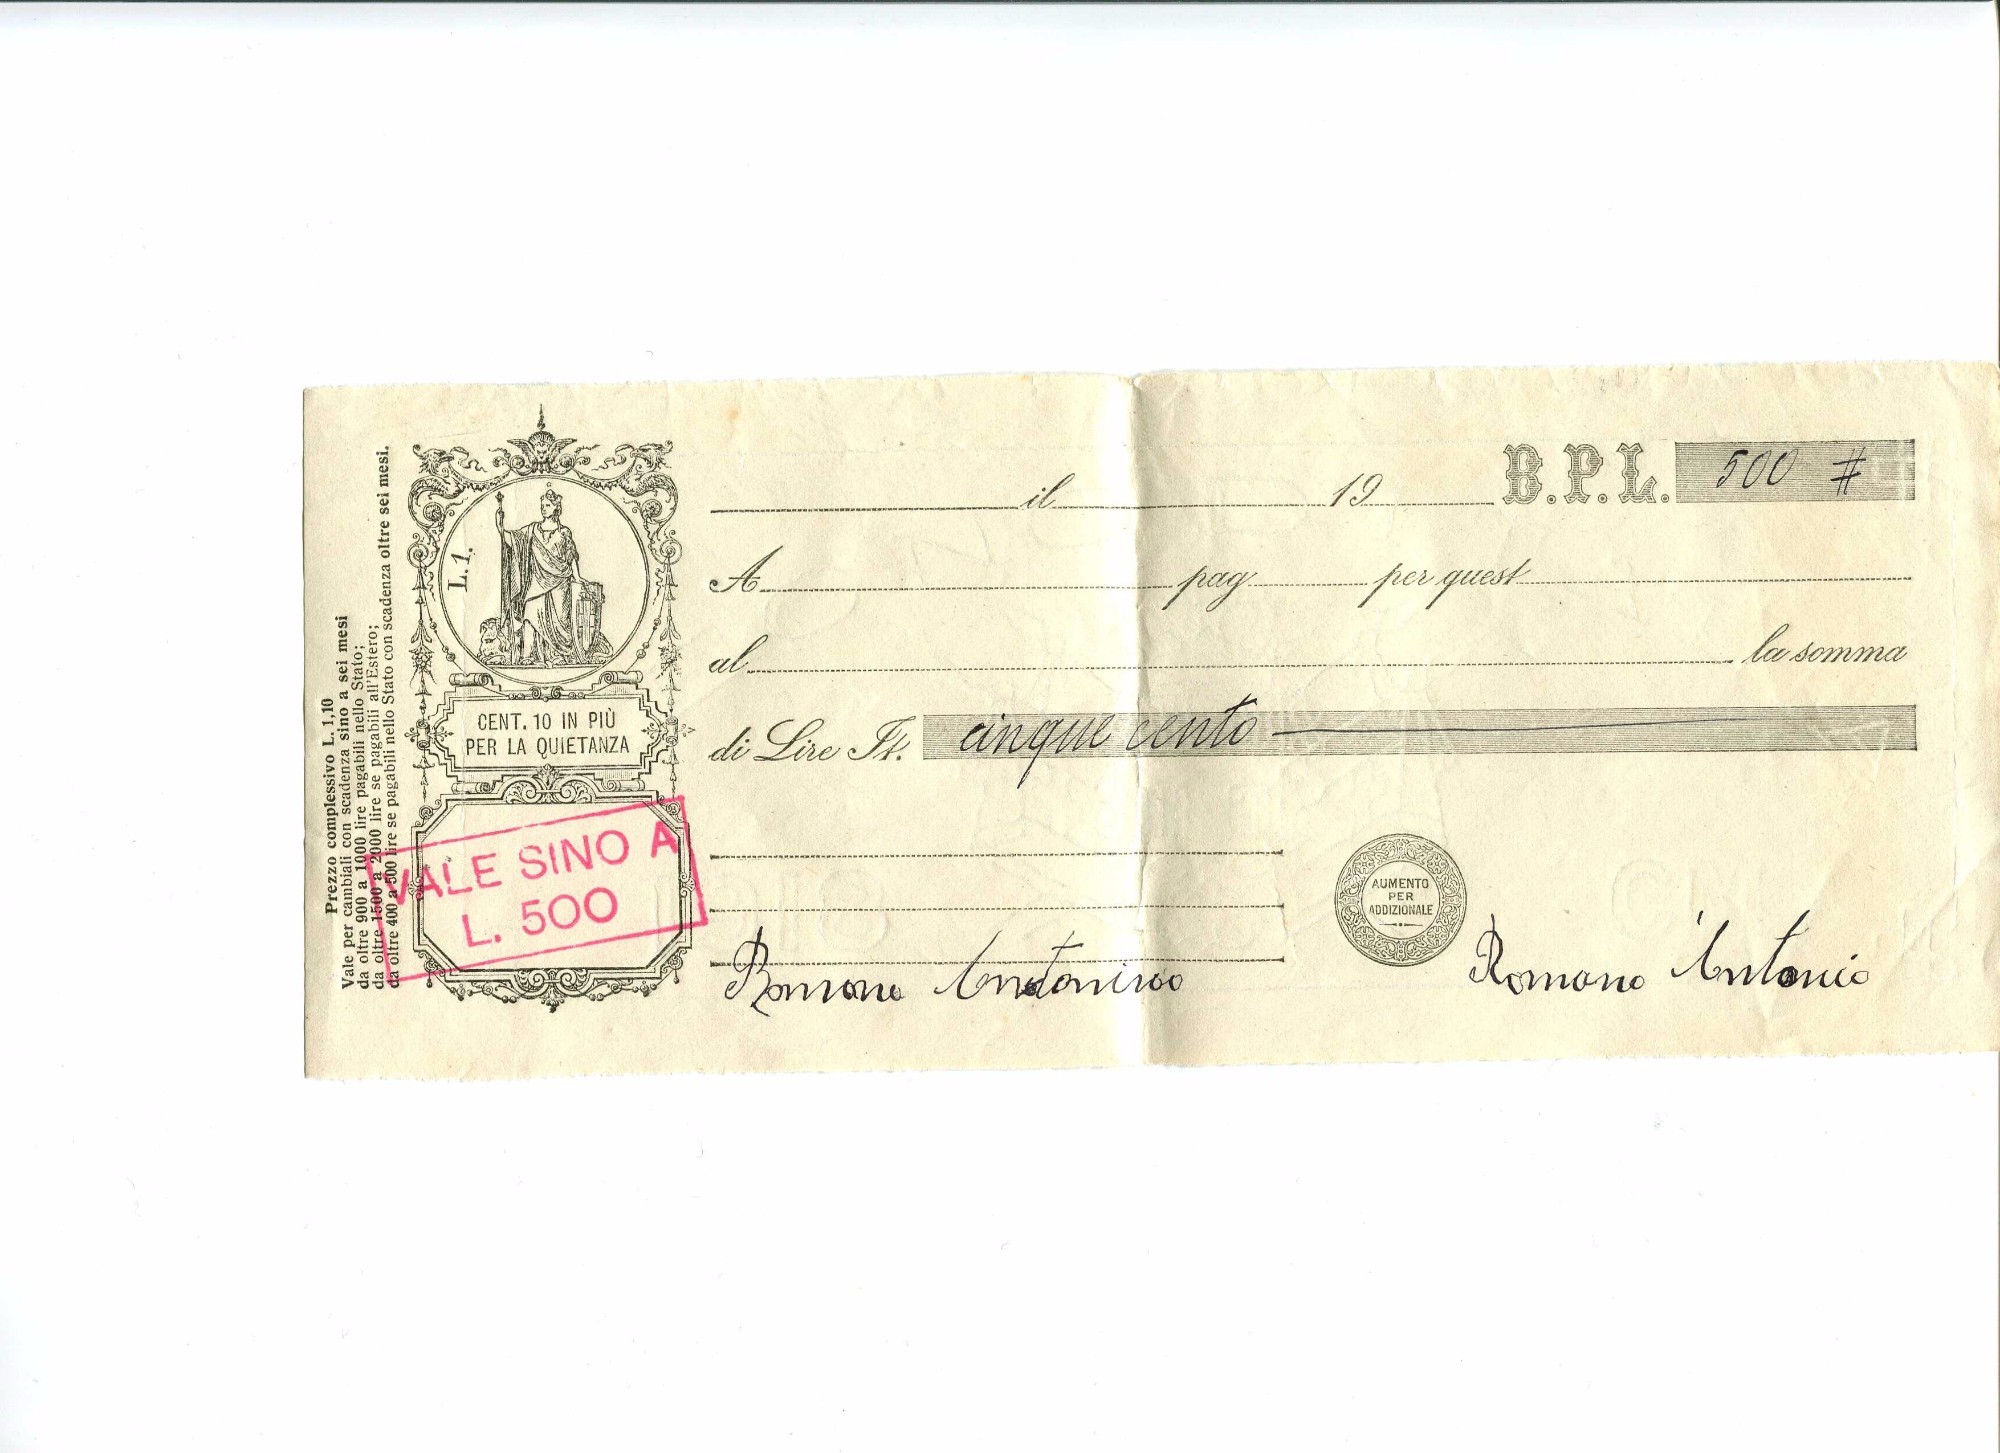 Prezzo complessivo L. 1,10
Vale per cambiali con scadenza sino a sei mesi
da oltre 900 a 1000 lire pagabili nello Stato;
da oltre 1500 a 2000 lire se pagabili all'Estero;
da oltre 400 a 500 lire se pagabili nello Stato con scadenza oltre sei mesi.
L. 1.
CENT. 10 IN PIÙ
PER LA QUIETANZA
VALE SINO A
L. 500
il 19 B.P.L. 500 #
A pag per quest
al la somma
di Lire It. cinque cento
AUMENTO
PER
ADDIZIONALE
Romano Antonino
Romano Antonio